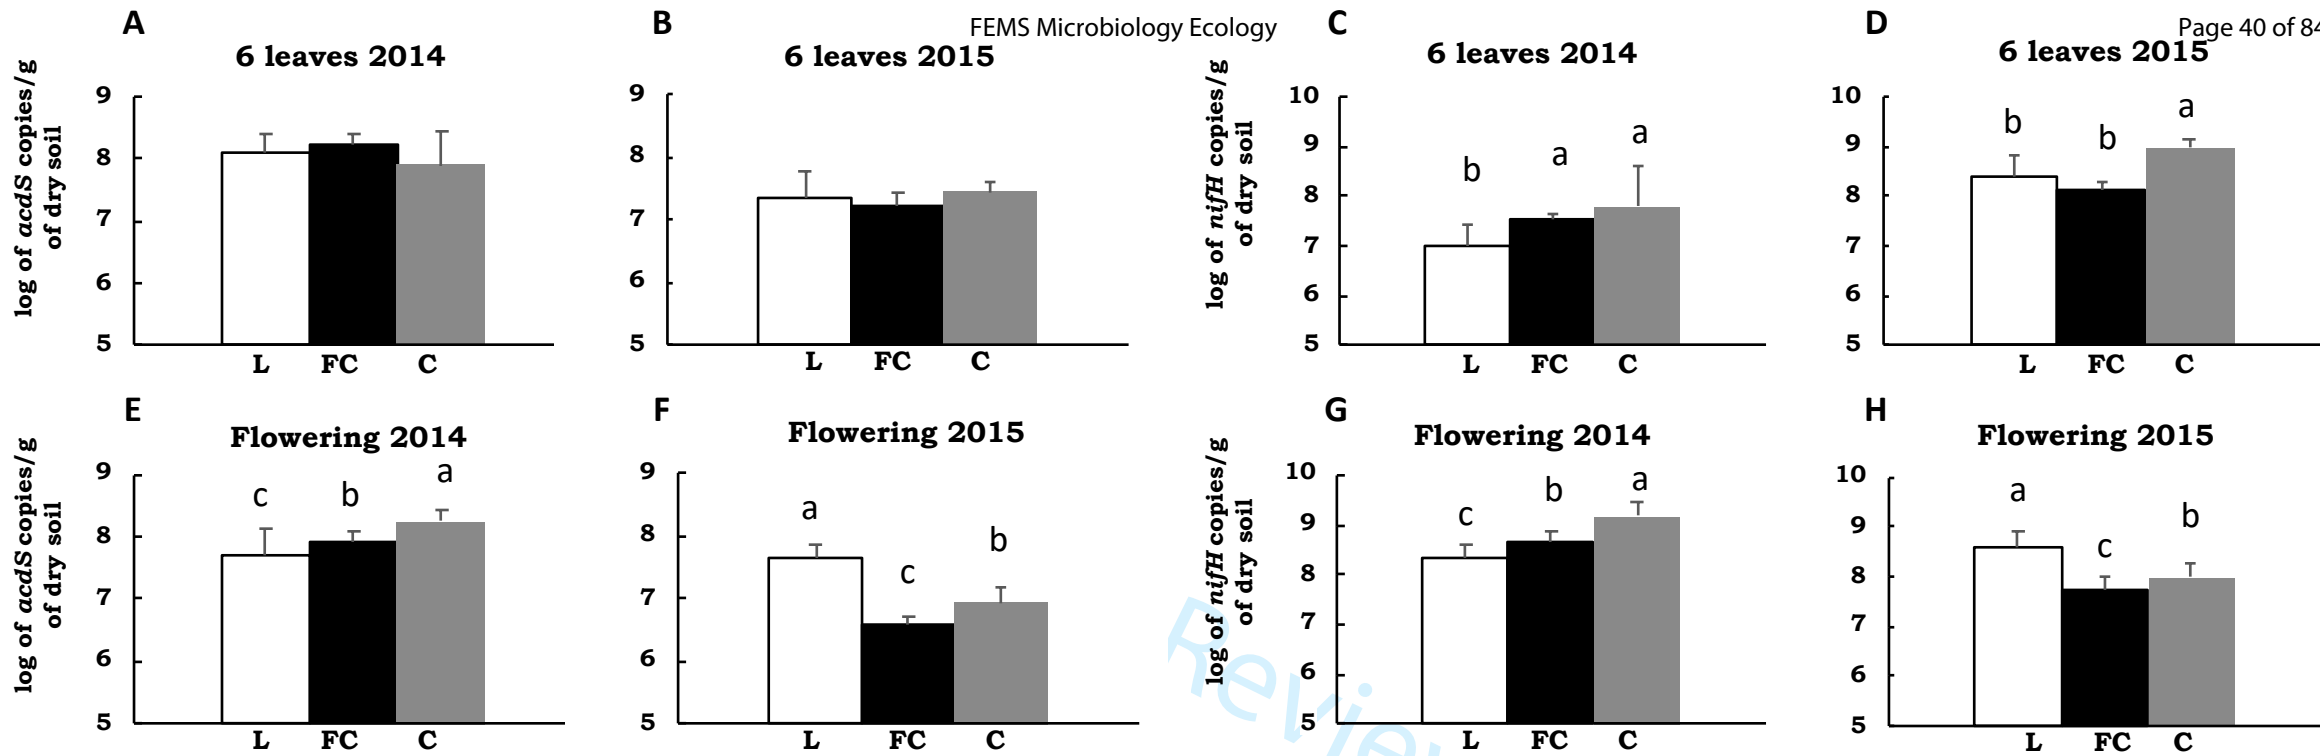 FEMS Microbiology Ecology
Page 40 of 84
A
6 leaves 2014
log of acdS copies/g
of dry soil
9
8
7
6
5
L FC C
B
6 leaves 2015
9
8
7
6
5
L FC C
C
6 leaves 2014
log of nifH copies/g
of dry soil
10
9
8
7
6
5
b a a
L FC C
D
6 leaves 2015
10
9
8
7
6
5
b b a
L FC C
E
Flowering 2014
log of acdS copies/g
of dry soil
9
8
7
6
5
c b a
L FC C
F
Flowering 2015
9
8
7
6
5
a c b
L FC C
G
Flowering 2014
log of nifH copies/g
of dry soil
10
9
8
7
6
5
c b a
L FC C
H
Flowering 2015
10
9
8
7
6
5
a c b
L FC C